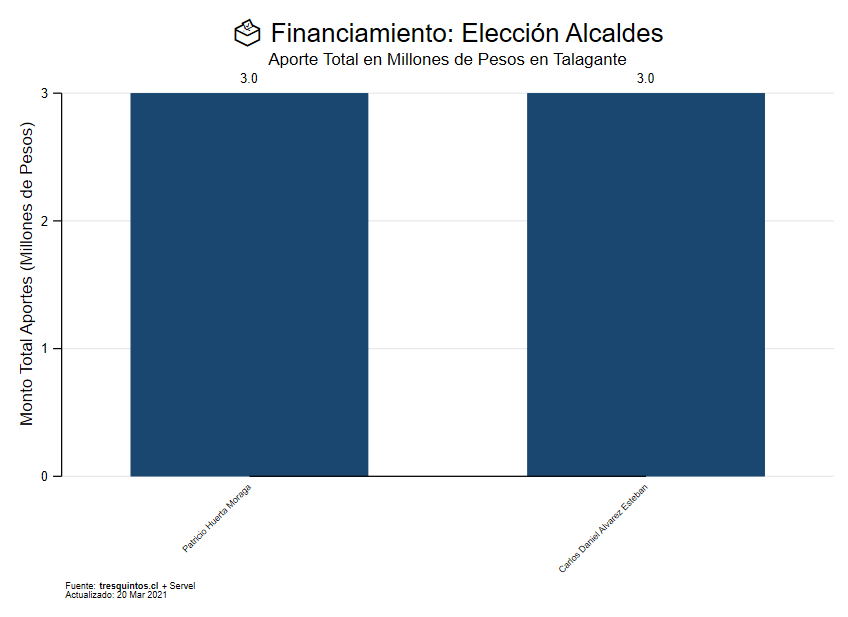 Financiamiento: Elección Alcaldes
Aporte Total en Millones de Pesos en Talagante
3.0
3.0
Monto Total Aportes (Millones de Pesos)
3
2
1
0
Patricio Huerta Moraga
Carlos Daniel Alvarez Esteban
Fuente: tresquintos.cl + Servel
Actualizado: 20 Mar 2021